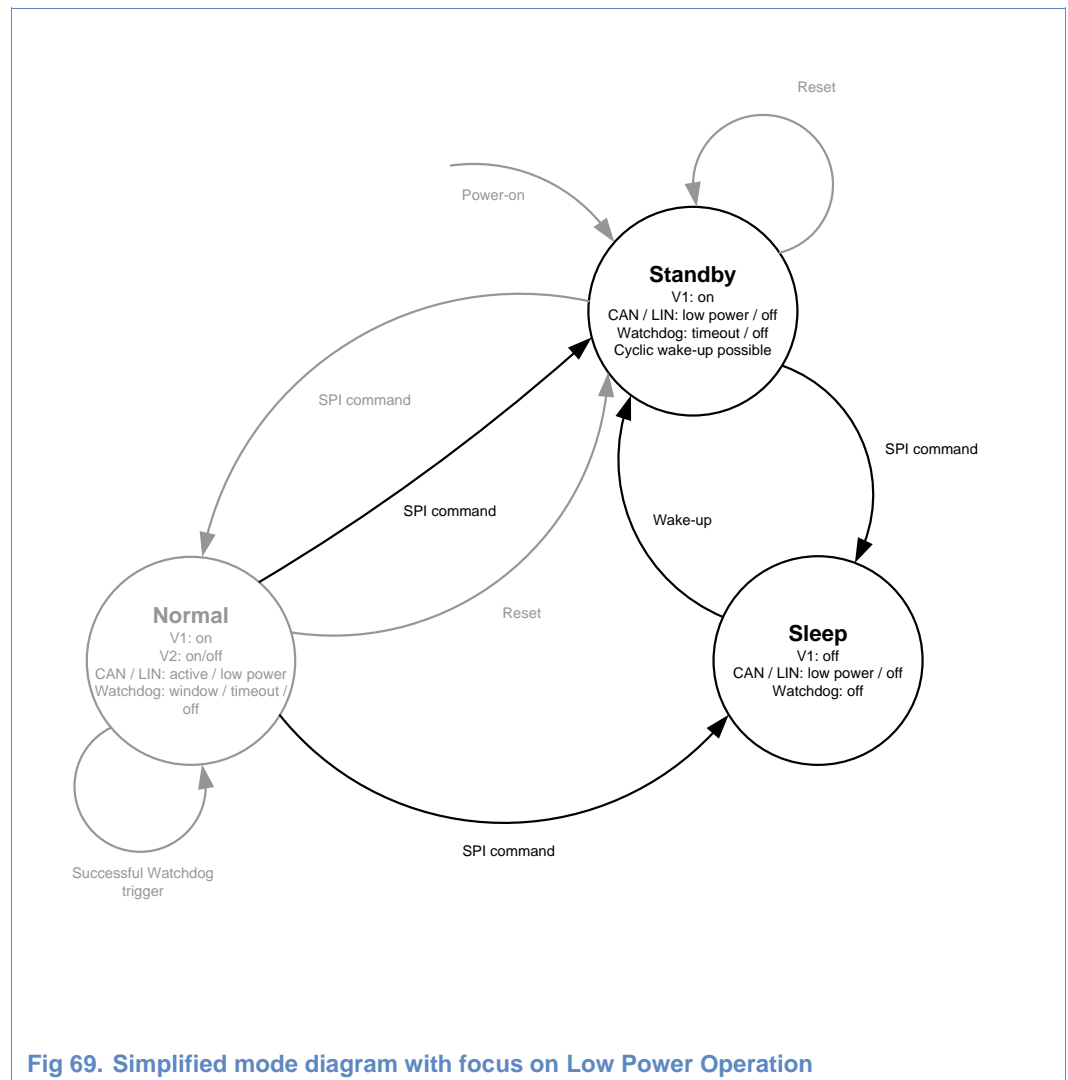 Reset
Power-on
Standby
V1: on
CAN / LIN: low power / off
Watchdog: timeout / off
Cyclic wake-up possible
SPI command
SPI command
SPI command
Wake-up
Reset
Normal
V1: on
V2: on/off
CAN / LIN: active / low power
Watchdog: window / timeout /
off
Sleep
V1: off
CAN / LIN: low power / off
Watchdog: off
SPI command
Successful Watchdog
trigger
Fig 69. Simplified mode diagram with focus on Low Power Operation